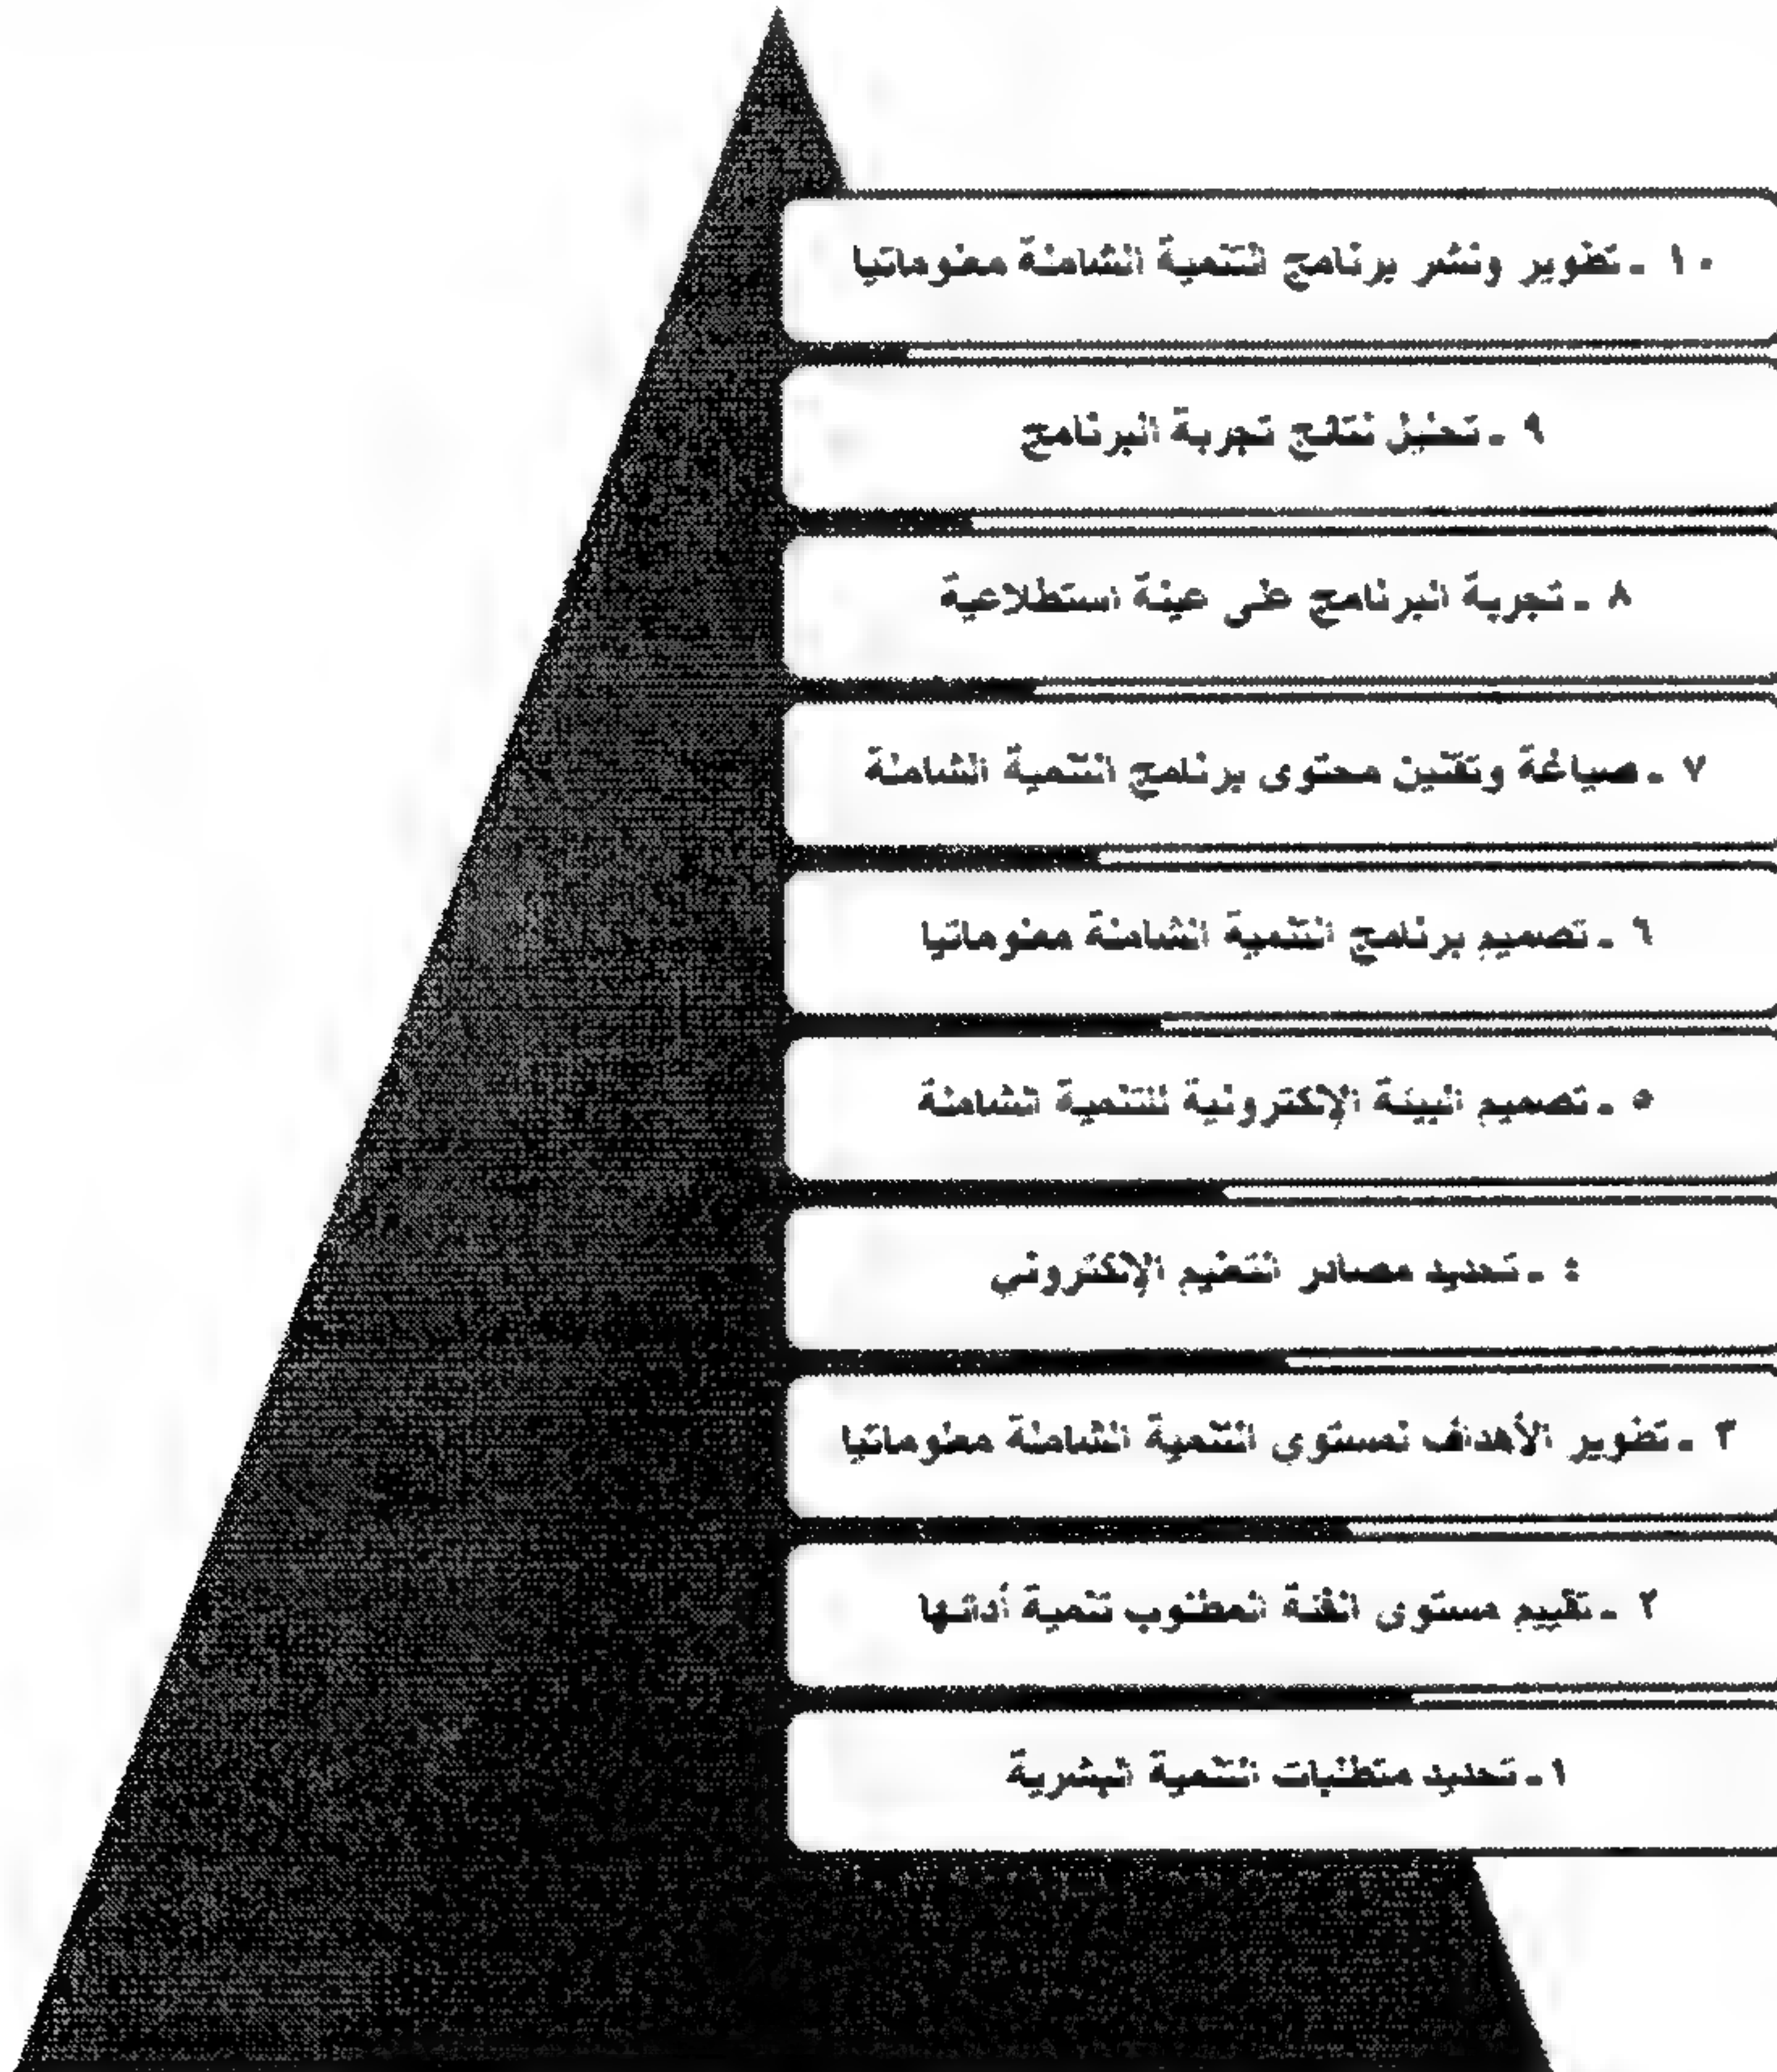 ١٠ - تطوير ونشر برنامج التنمية الشاملة معلوماتيا
٩ - تحليل نتائج تجربة البرنامج
٨ - تجربة البرنامج على عينة استطلاعية
٧ - صياغة وتقنين محتوى برنامج التنمية الشاملة
٦ - تصميم برنامج التنمية الشاملة معلوماتيا
٥ - تصميم البيئة الإلكترونية للتنمية الشاملة
٤ - تحديد مصادر التعليم الإلكتروني
٣ - تطوير الأهداف لمستوى التنمية الشاملة معلوماتيا
٢ - تقييم مستوى الفئة المطلوب تنمية أدائها
١ - تحديد متطلبات التنمية البشرية